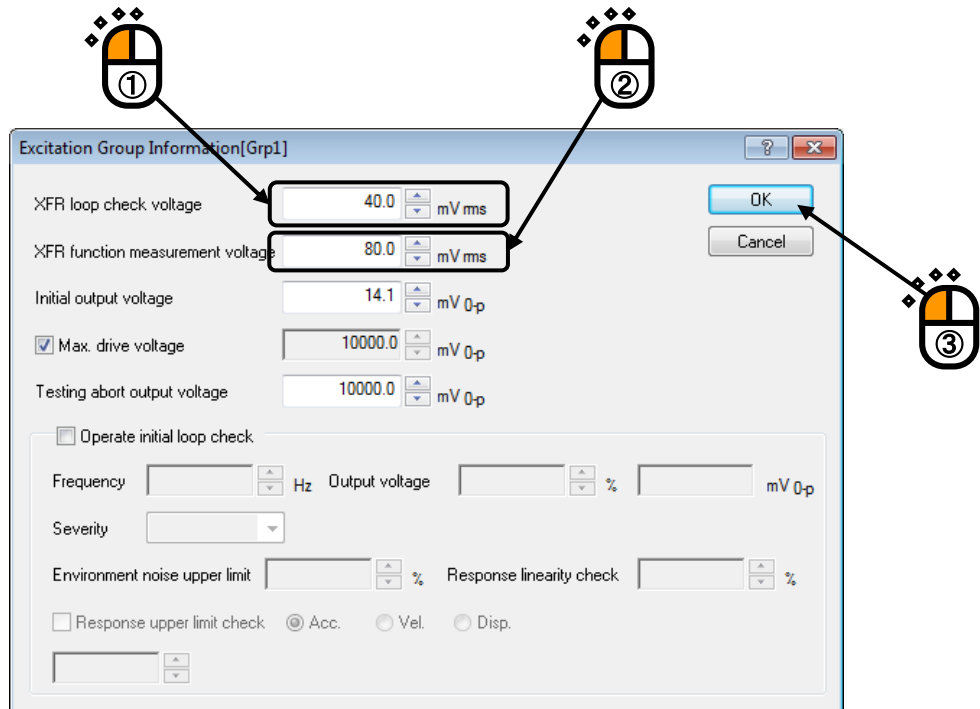 ① ②
Excitation Group Information[Grp1]
XFR loop check voltage 40.0 mV rms OK
XFR function measurement voltage 80.0 mV rms Cancel
Initial output voltage 14.1 mV 0-p
Max. drive voltage 10000.0 mV 0-p
③
Testing abort output voltage 10000.0 mV 0-p
Operate initial loop check
Frequency Hz Output voltage % mV 0-p
Severity
Environment noise upper limit % Response linearity check %
Response upper limit check Acc. Vel. Disp.